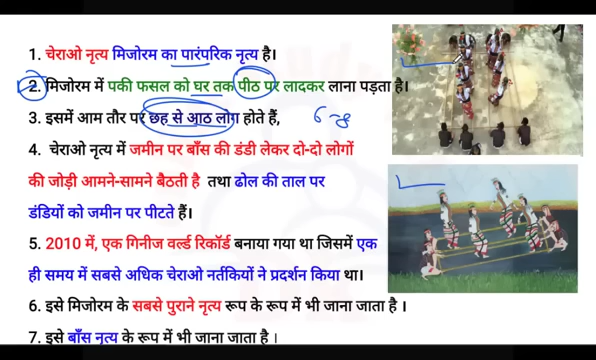 1. चेराओ नृत्य मिजोरम का पारंपरिक नृत्य है।
2. मिजोरम में पकी फसल को घर तक पीठ पर लादकर लाना पड़ता है।
3. इसमें आम तौर पर छह से आठ लोग होते हैं, 6-8
4. चेराओ नृत्य में जमीन पर बाँस की डंडी लेकर दो-दो लोगों
की जोड़ी आमने-सामने बैठती है तथा ढोल की ताल पर
डंडियों को जमीन पर पीटते हैं।
5. 2010 में, एक गिनीज वर्ल्ड रिकॉर्ड बनाया गया था जिसमें एक
ही समय में सबसे अधिक चेराओ नर्तकियों ने प्रदर्शन किया था।
6. इसे मिजोरम के सबसे पुराने नृत्य रूप के रूप में भी जाना जाता है ।
7. इसे बाँस नृत्य के रूप में भी जाना जाता है ।